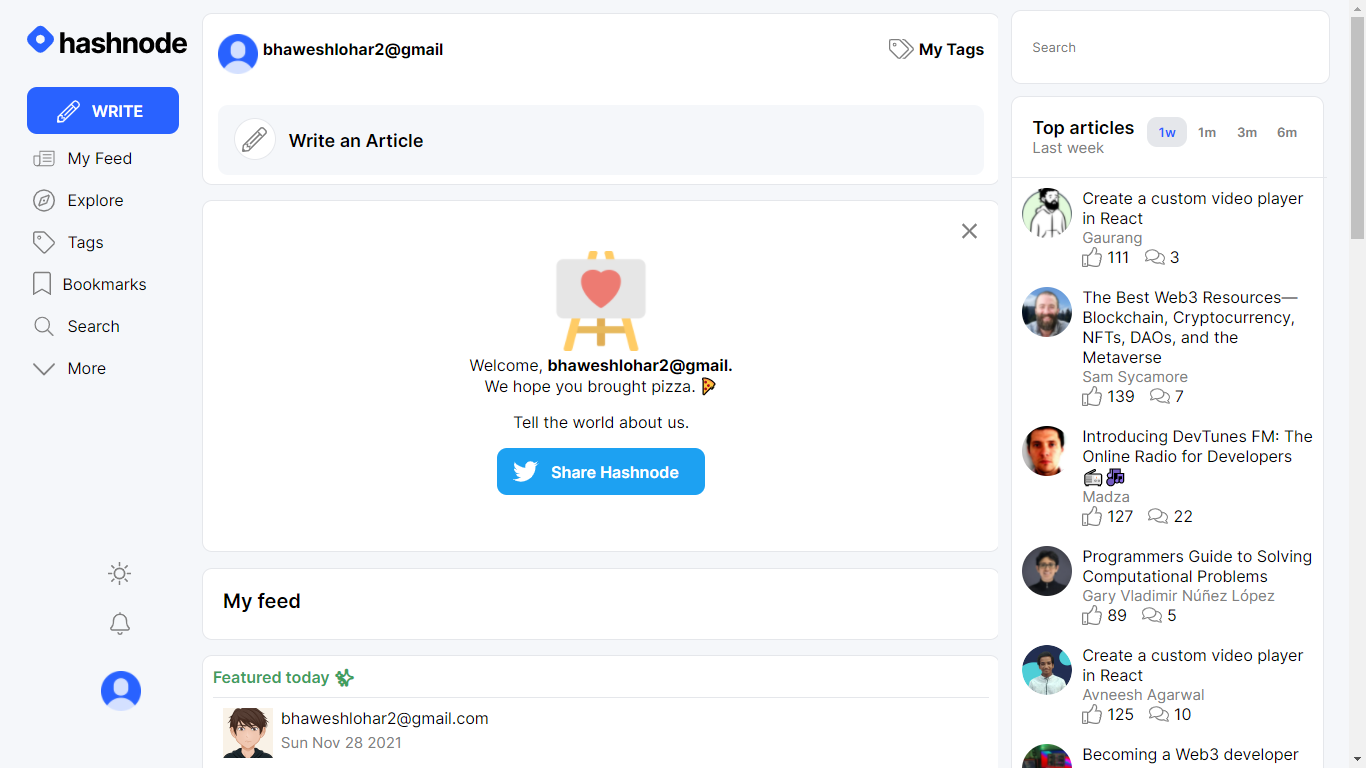 hashnode
WRITE
My Feed
Explore
Tags
Bookmarks
Search
More
bhaweshlohar2@gmail
My Tags
Write an Article
Welcome, bhaweshlohar2@gmail.
We hope you brought pizza. 🍕
Tell the world about us.
Share Hashnode
My feed
Featured today
bhaweshlohar2@gmail.com
Sun Nov 28 2021
Search
Top articles
Last week
1w 1m 3m 6m
Create a custom video player
in React
Gaurang
111 3
The Best Web3 Resources—
Blockchain, Cryptocurrency,
NFTs, DAOs, and the
Metaverse
Sam Sycamore
139 7
Introducing DevTunes FM: The
Online Radio for Developers
📻🎶
Madza
127 22
Programmers Guide to Solving
Computational Problems
Gary Vladimir Núñez López
89 5
Create a custom video player
in React
Avneesh Agarwal
125 10
Becoming a Web3 developer